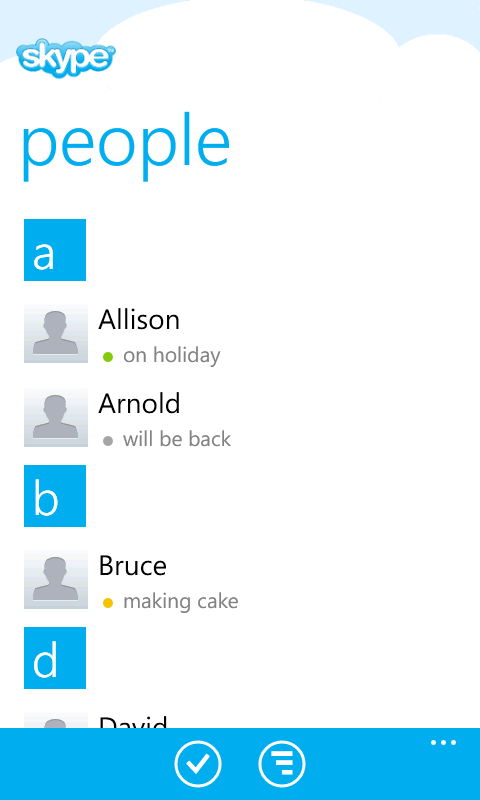 skype
people
a
Allison
on holiday
Arnold
will be back
b
Bruce
making cake
d
David